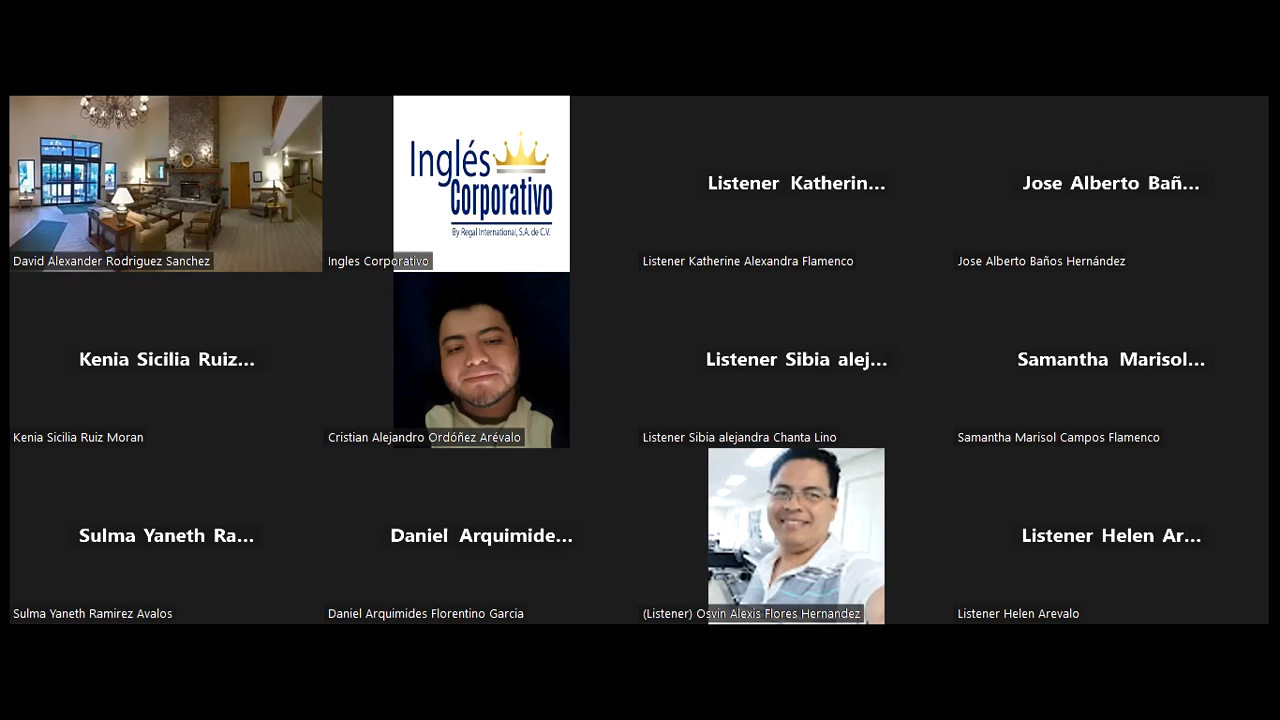 David Alexander Rodriguez Sanchez
Inglés
Corporativo
By Regal International, S.A. de C.V.
Ingles Corporativo
Listener Katherin...
Listener Katherine Alexandra Flamenco
Jose Alberto Bañ...
Jose Alberto Baños Hernández
Kenia Sicilia Ruiz...
Kenia Sicilia Ruiz Moran
Cristian Alejandro Ordóñez Arévalo
Listener Sibia alej...
Listener Sibia alejandra Chanta Lino
Samantha Marisol...
Samantha Marisol Campos Flamenco
Sulma Yaneth Ra...
Sulma Yaneth Ramirez Avalos
Daniel Arquimide...
Daniel Arquimides Florentino Garcia
(Listener) Osvin Alexis Flores Hernandez
Listener Helen Ar...
Listener Helen Arevalo